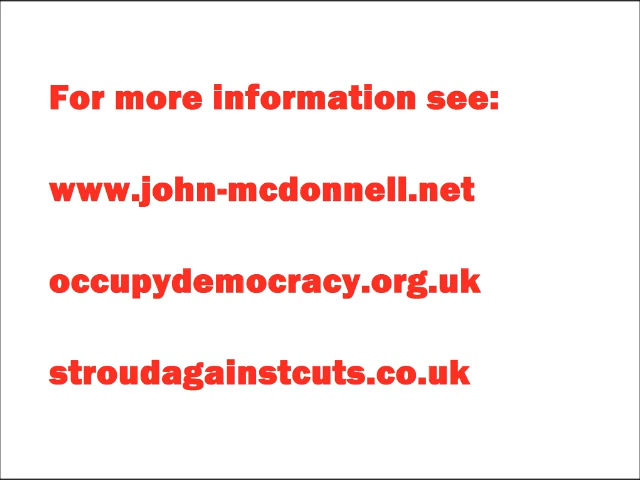 For more information see:
www.john-mcdonnell.net
occupydemocracy.org.uk
stroudagainstcuts.co.uk